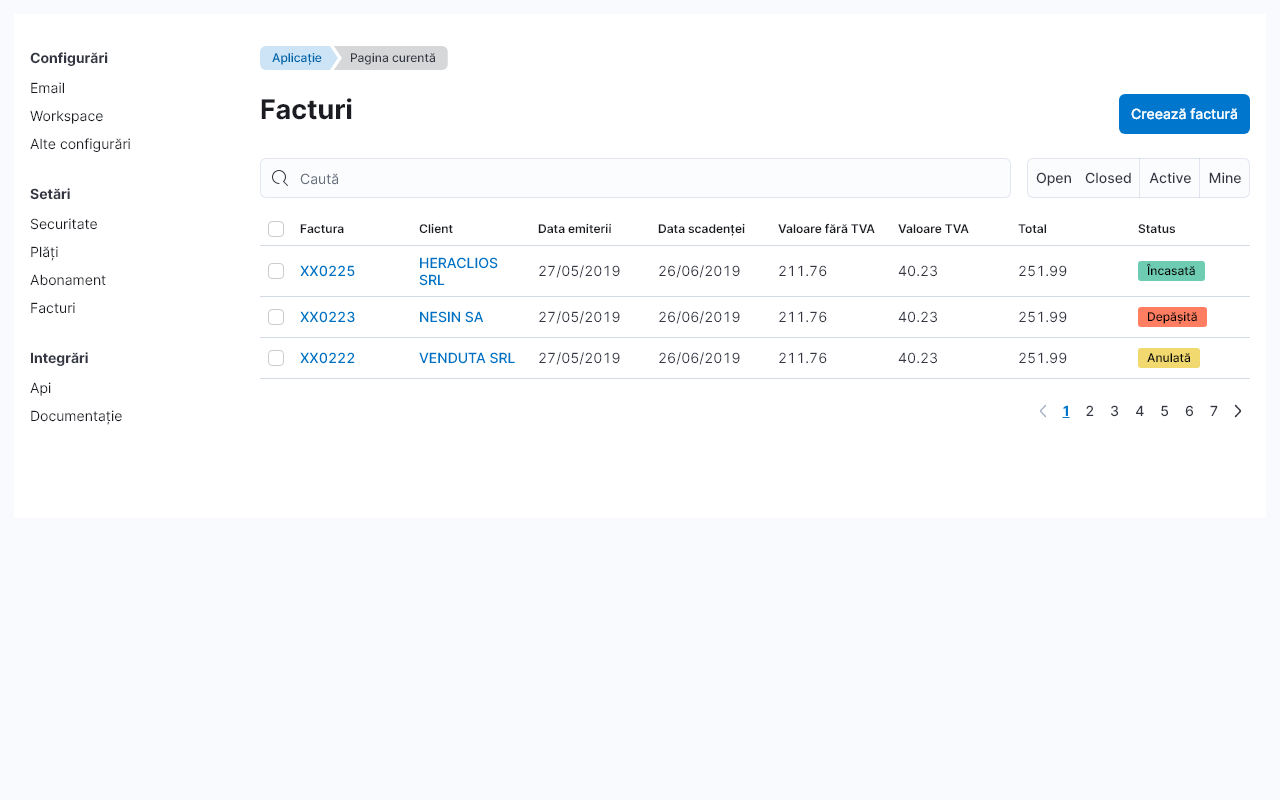 Configurări
Email
Workspace
Alte configurări
Setări
Securitate
Plăți
Abonament
Facturi
Integrări
Api
Documentație
Aplicație Pagina curentă
Facturi
Creează factură
Caută
Open Closed Active Mine
Factura Client Data emiterii Data scadenței Valoare fără TVA Valoare TVA Total Status
XX0225 HERACLIOS SRL 27/05/2019 26/06/2019 211.76 40.23 251.99 Încasată
XX0223 NESIN SA 27/05/2019 26/06/2019 211.76 40.23 251.99 Depășită
XX0222 VENDUTA SRL 27/05/2019 26/06/2019 211.76 40.23 251.99 Anulată
1 2 3 4 5 6 7